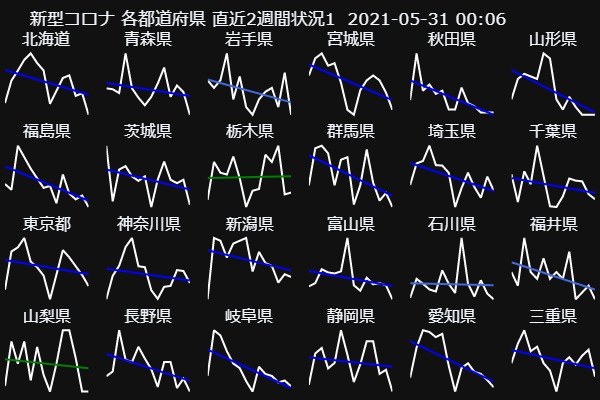 新型コロナ 各都道府県 直近2週間状況1 2021-05-31 00:06
北海道 青森県 岩手県 宮城県 秋田県 山形県
福島県 茨城県 栃木県 群馬県 埼玉県 千葉県
東京都 神奈川県 新潟県 富山県 石川県 福井県
山梨県 長野県 岐阜県 静岡県 愛知県 三重県